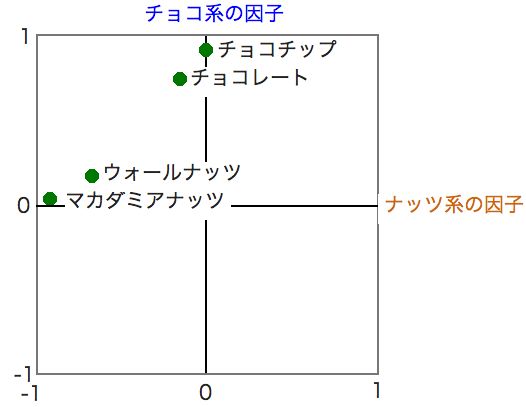 チョコ系の因子
1
チョコチップ
チョコレート
ウォールナッツ
マカダミアナッツ
0
ナッツ系の因子
-1
-1
0
1